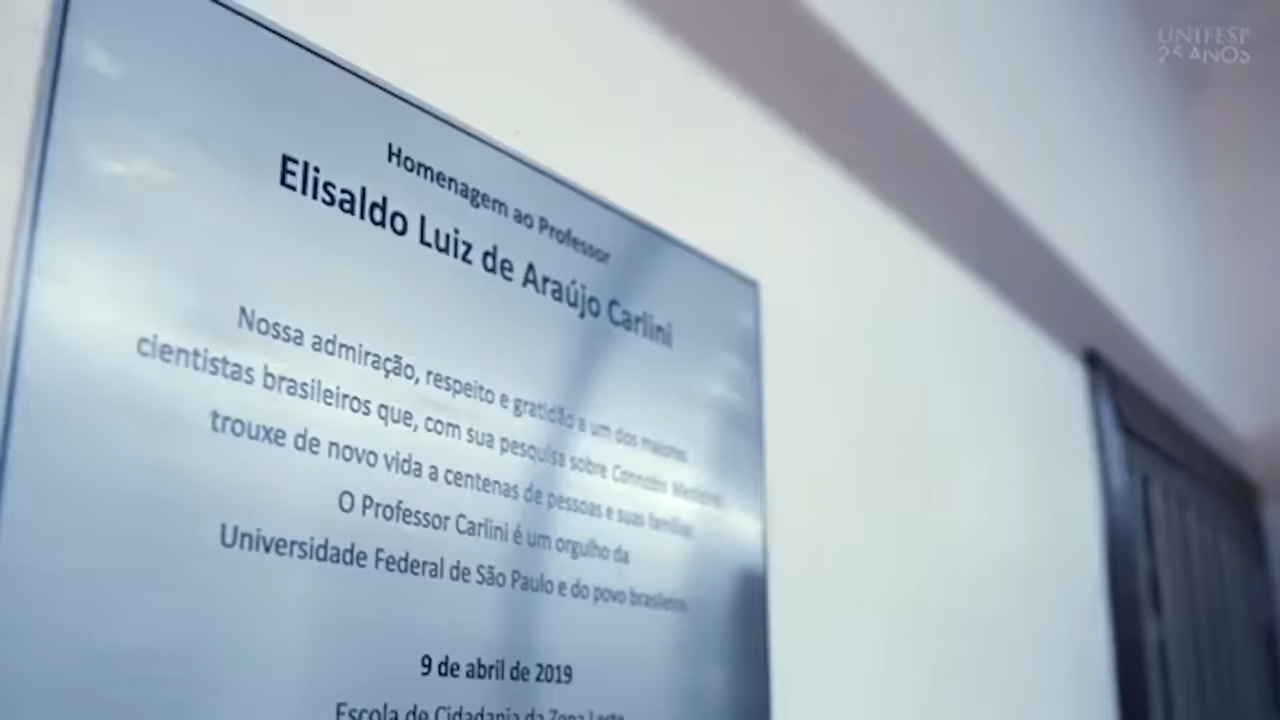 UNIFESP
25 ANOS
Homenagem ao Professor
Elisaldo Luiz de Araújo Carlini
Nossa admiração, respeito e gratidão a um dos maiores
cientistas brasileiros que, com sua pesquisa sobre Cannabis
trouxe de novo vida a centenas de pessoas e suas famílias.
O Professor Carlini é um orgulho da
Universidade Federal de São Paulo e do povo brasileiro.
9 de abril de 2019
Escola de Cidadania da Zona Leste